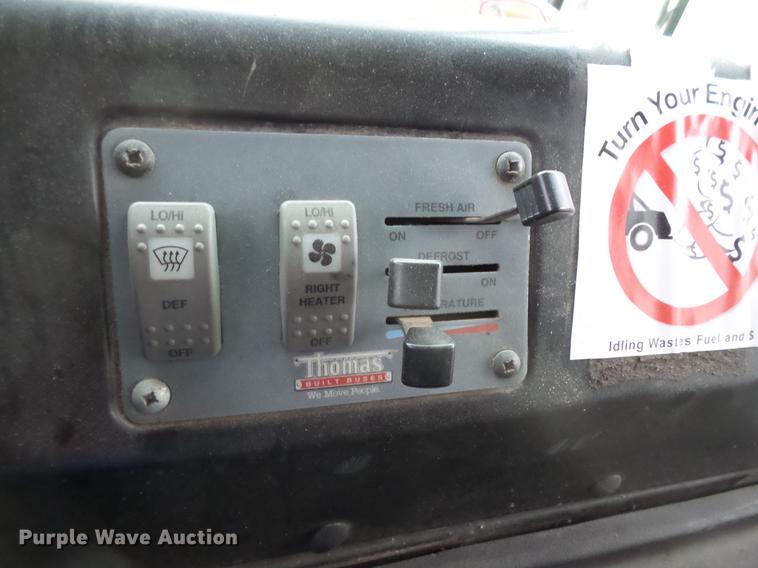 LO/HI
DEF
OFF
LO/HI
RIGHT
HEATER
OFF
FRESH AIR
ON OFF
DEFROST
ON
Thomas
BUILT BUSES
We Move People.
Turn Your
Idling Wastes Fuel and $
Purple Wave Auction